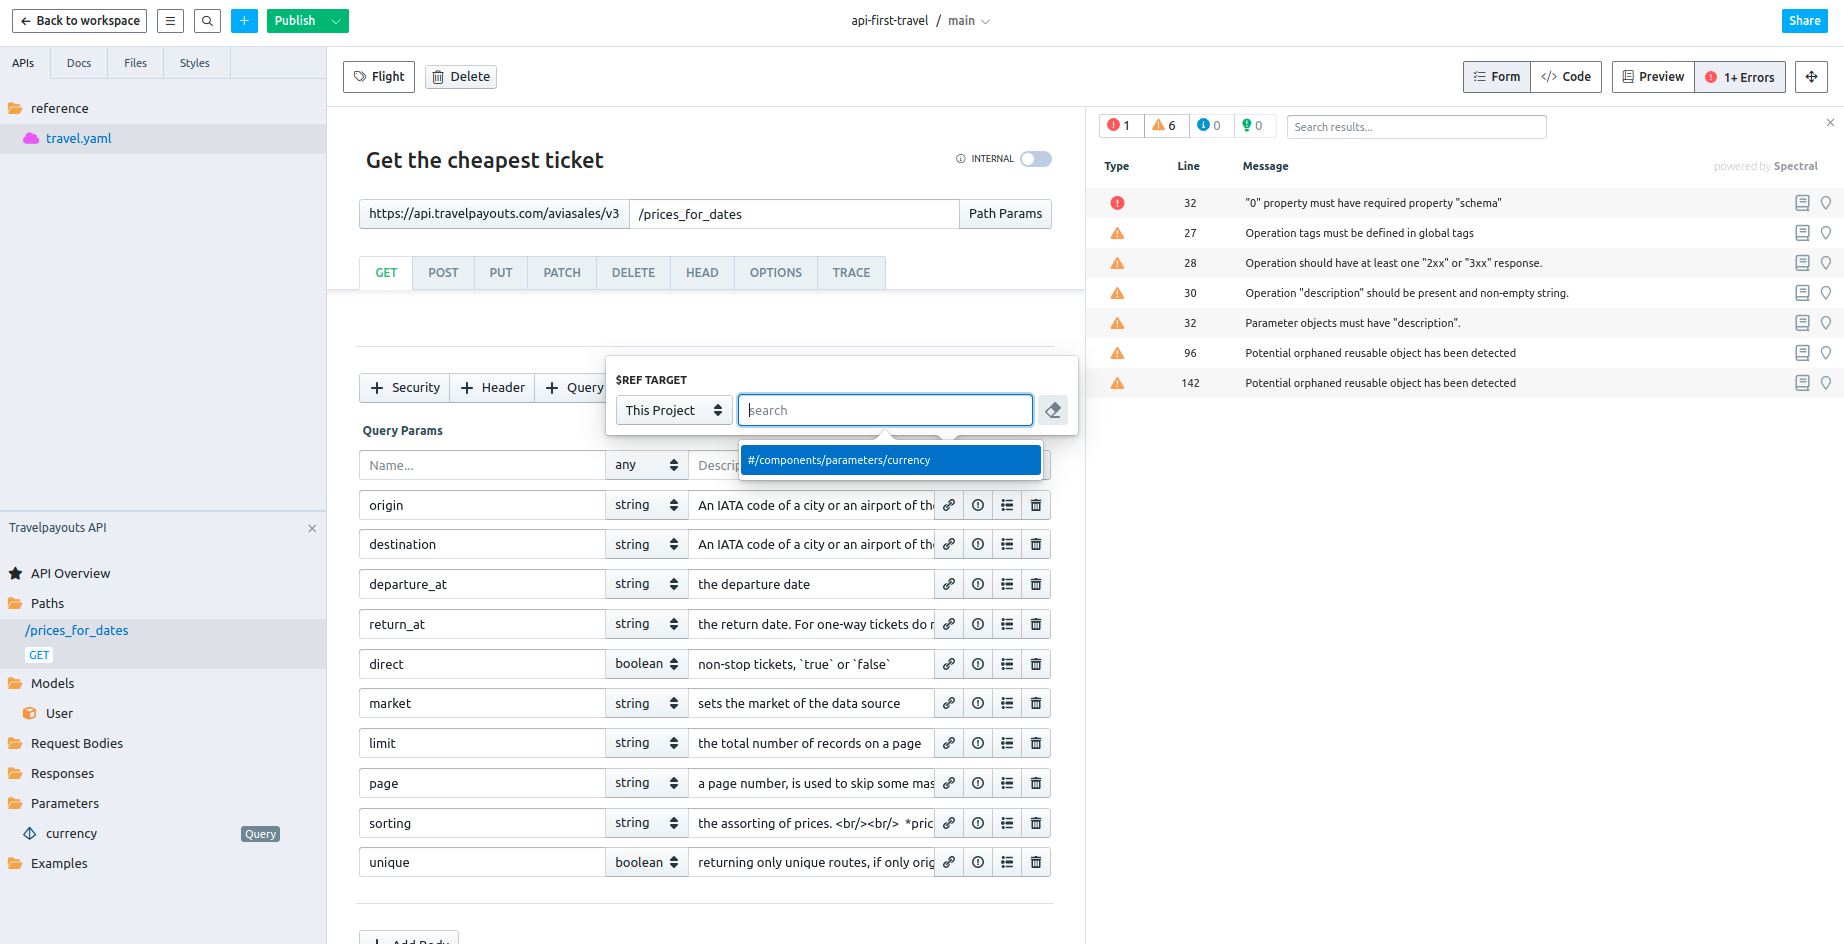 Back to workspace
Publish
api-first-travel / main
Share
APIs Docs Files Styles
reference
travel.yaml
Flight
Delete
Form
Code
Preview
1+ Errors
Get the cheapest ticket
INTERNAL
https://api.travelpayouts.com/aviasales/v3
/prices_for_dates
Path Params
GET POST PUT PATCH DELETE HEAD OPTIONS TRACE
Security
Header
Query
$REF TARGET
This Project
search
#/components/parameters/currency
Query Params
Name... any Descrip
origin string An IATA code of a city or an airport of the
destination string An IATA code of a city or an airport of the
departure_at string the departure date
return_at string the return date. For one-way tickets do n
direct boolean non-stop tickets, `true` or `false`
market string sets the market of the data source
limit string the total number of records on a page
page string a page number, is used to skip some mas
sorting string the assorting of prices. <br/><br/> *pric
unique boolean returning only unique routes, if only orig
Add Body
1 6 0 0
Search results...
Type Line Message
powered by Spectral
32 "0" property must have required property "schema"
27 Operation tags must be defined in global tags
28 Operation should have at least one "2xx" or "3xx" response.
30 Operation "description" should be present and non-empty string.
32 Parameter objects must have "description".
96 Potential orphaned reusable object has been detected
142 Potential orphaned reusable object has been detected
Travelpayouts API
API Overview
Paths
/prices_for_dates
GET
Models
User
Request Bodies
Responses
Parameters
currency Query
Examples